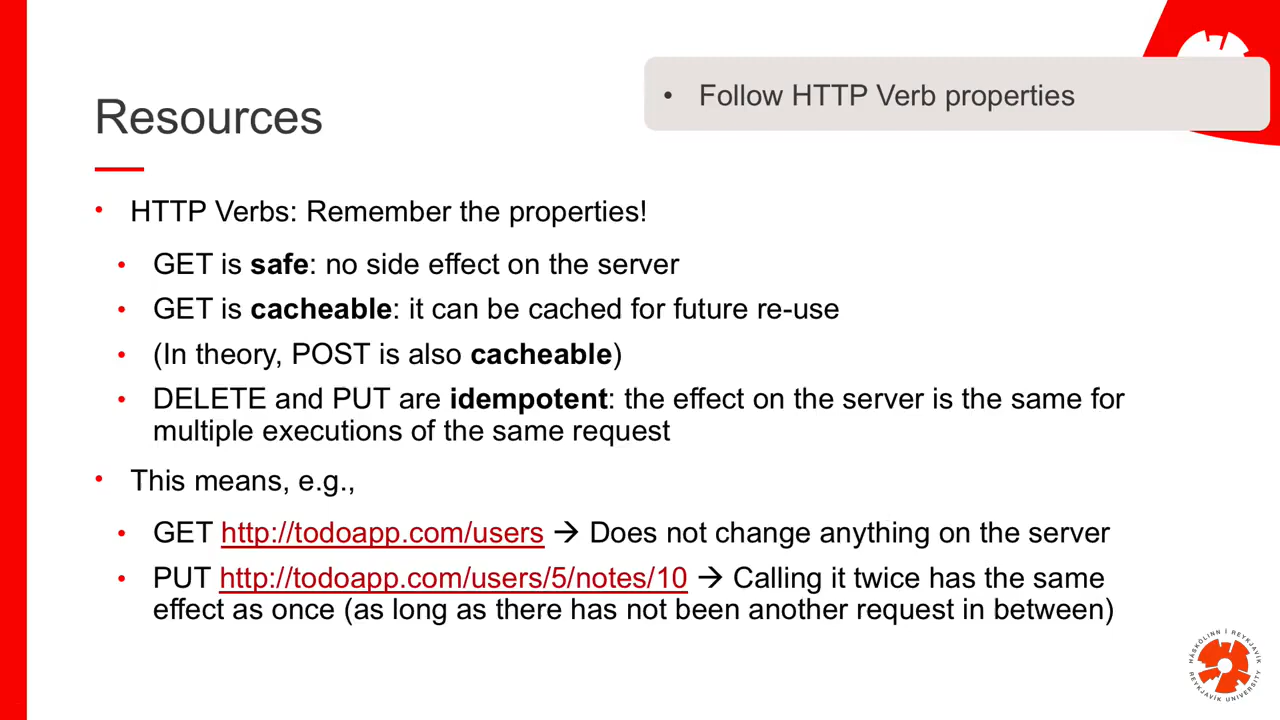 • Follow HTTP Verb properties
Resources
• HTTP Verbs: Remember the properties!
• GET is safe: no side effect on the server
• GET is cacheable: it can be cached for future re-use
• (In theory, POST is also cacheable)
• DELETE and PUT are idempotent: the effect on the server is the same for
multiple executions of the same request
• This means, e.g.,
• GET http://todoapp.com/users → Does not change anything on the server
• PUT http://todoapp.com/users/5/notes/10 → Calling it twice has the same
effect as once (as long as there has not been another request in between)
HÁSKÓLINN Í REYKJAVÍK
REYKJAVÍK UNIVERSITY